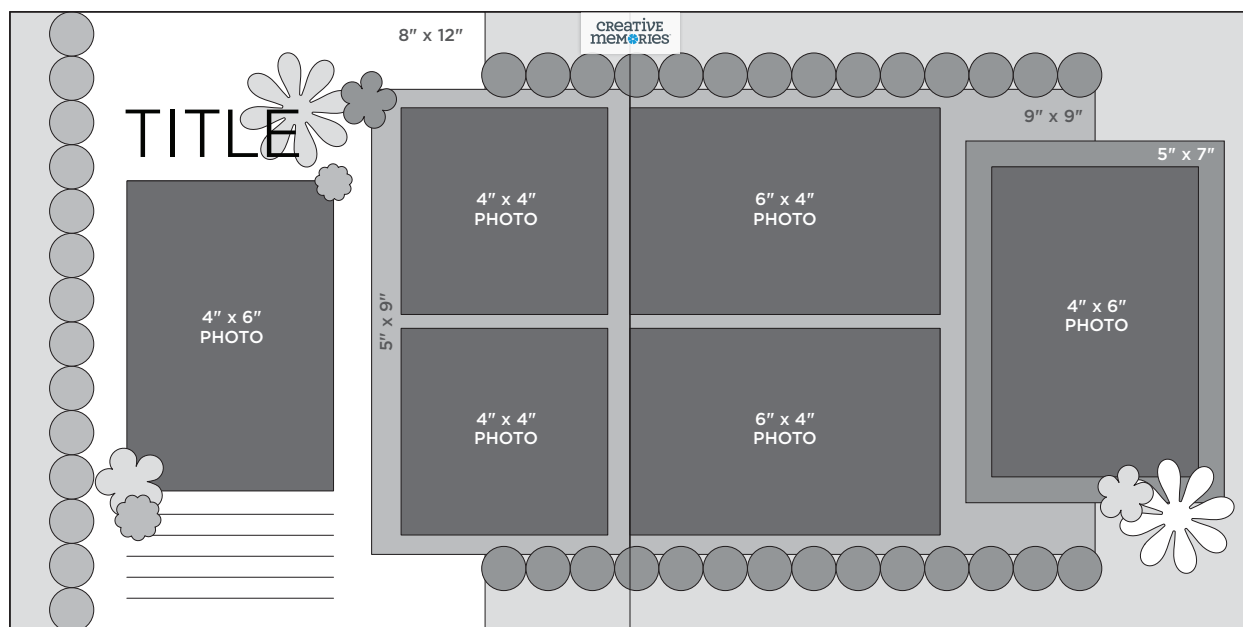 8" x 12"
CREATIVE
MEMORIES
TITLE
9" x 9"
5" x 7"
4" x 4"
PHOTO
6" x 4"
PHOTO
4" x 6"
PHOTO
5" x 9"
4" x 6"
PHOTO
4" x 4"
PHOTO
6" x 4"
PHOTO